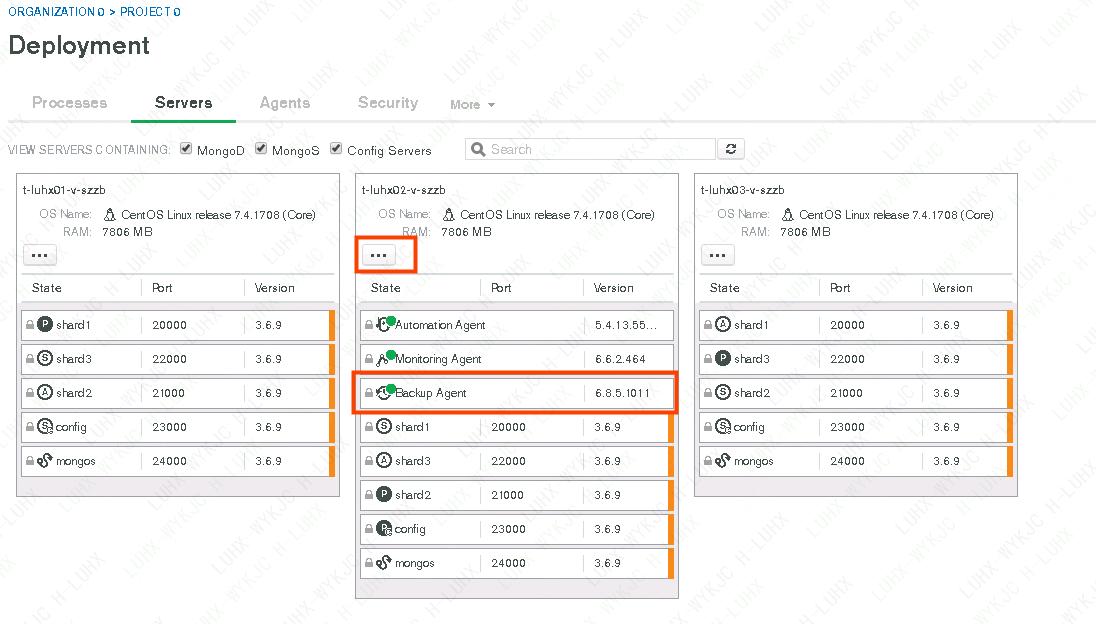 ORGANIZATION 0 > PROJECT 0
Deployment
Processes Servers Agents Security More
VIEW SERVERS CONTAINING: MongoD MongoS Config Servers Search
t-luhx01-v-szzb
OS Name: CentOS Linux release 7.4.1708 (Core)
RAM: 7806 MB
...
State Port Version
P shard1 20000 3.6.9
S shard3 22000 3.6.9
A shard2 21000 3.6.9
S config 23000 3.6.9
mongos 24000 3.6.9
t-luhx02-v-szzb
OS Name: CentOS Linux release 7.4.1708 (Core)
RAM: 7806 MB
...
State Port Version
Automation Agent 5.4.13.55...
Monitoring Agent 6.6.2.464
Backup Agent 6.8.5.1011
S shard1 20000 3.6.9
A shard3 22000 3.6.9
P shard2 21000 3.6.9
P config 23000 3.6.9
mongos 24000 3.6.9
t-luhx03-v-szzb
OS Name: CentOS Linux release 7.4.1708 (Core)
RAM: 7806 MB
...
State Port Version
A shard1 20000 3.6.9
P shard3 22000 3.6.9
S shard2 21000 3.6.9
S config 23000 3.6.9
mongos 24000 3.6.9
WYKJC H-LUHX